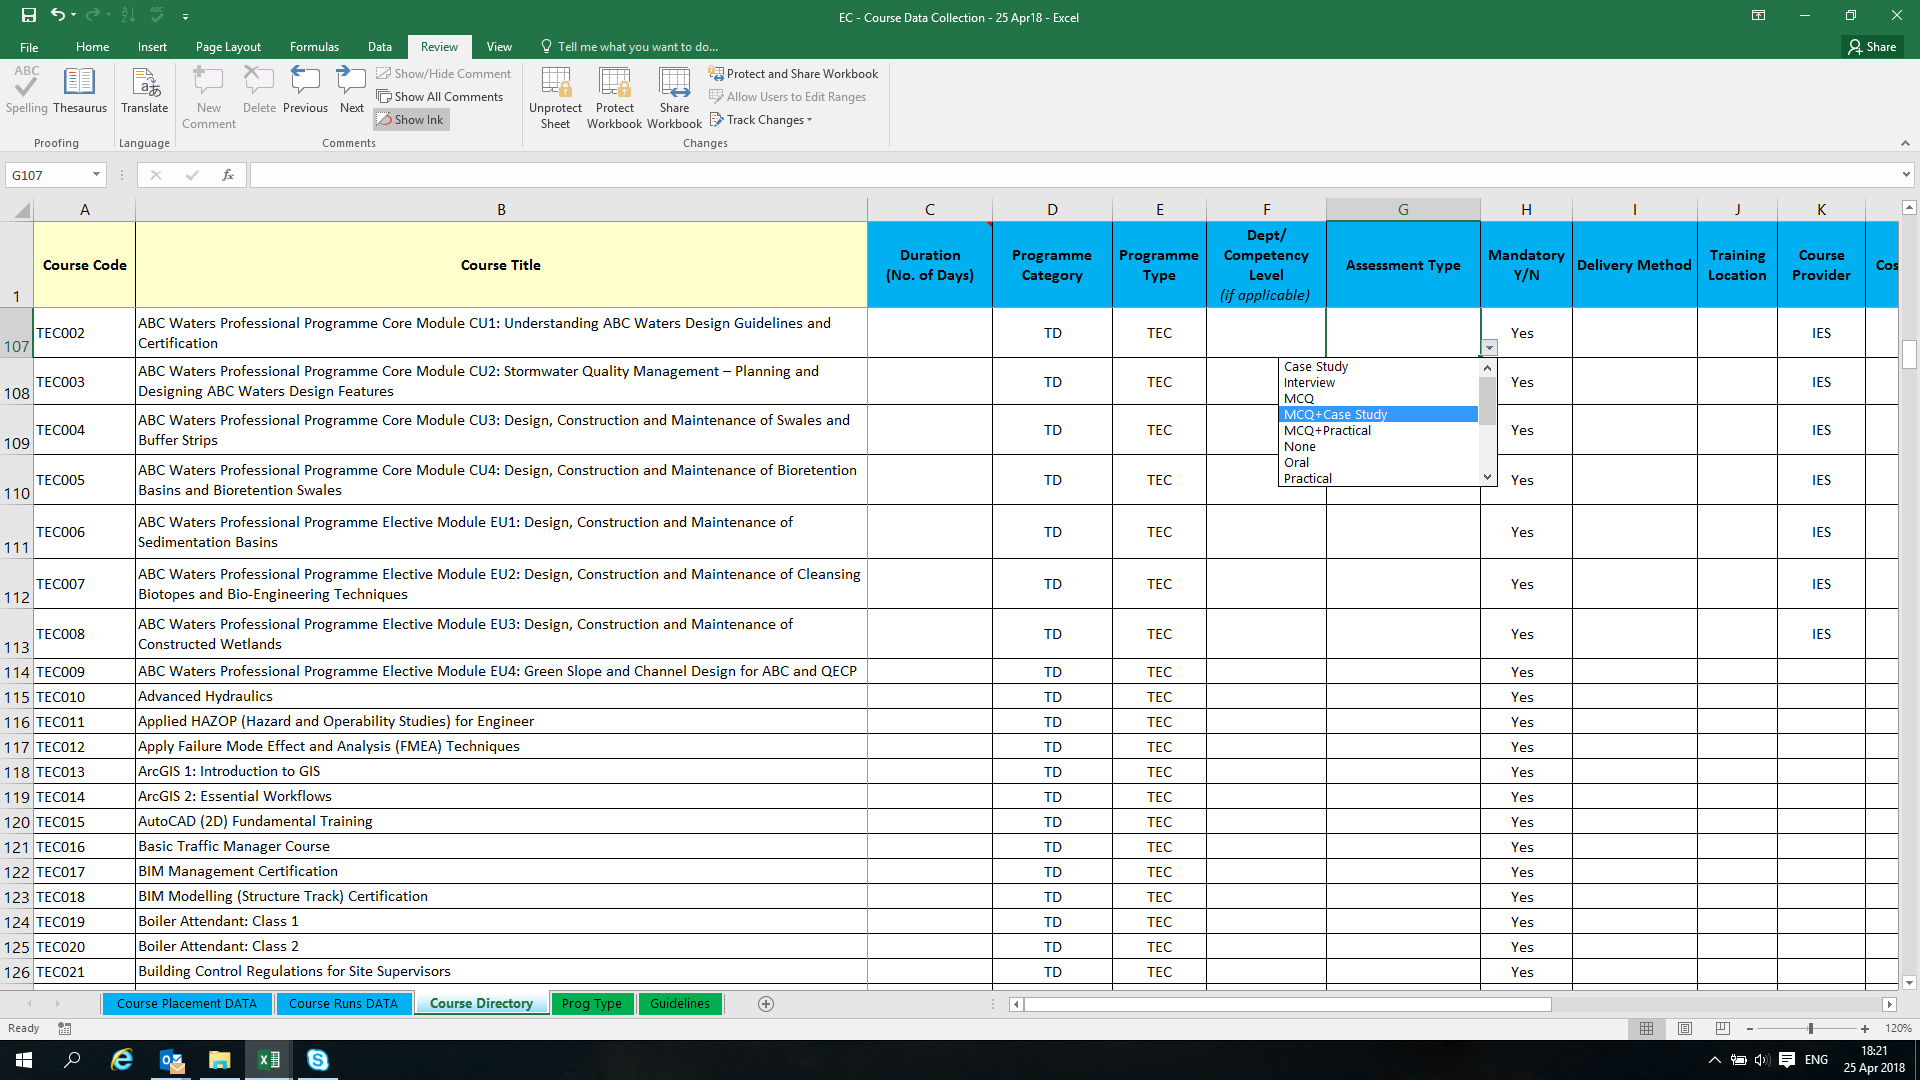 EC - Course Data Collection - 25 Apr18 - Excel
File Home Insert Page Layout Formulas Data Review View Tell me what you want to do... Share
ABC Show/Hide Comment Protect and Share Workbook
Show All Comments Allow Users to Edit Ranges
Spelling Thesaurus Translate New Comment Delete Previous Next Show Ink Unprotect Sheet Protect Workbook Share Workbook Track Changes
Proofing Language Comments Changes
G107 fx
A B C D E F G H I J K
1 Course Code Course Title Duration (No. of Days) Programme Category Programme Type Dept/ Competency Level (if applicable) Assessment Type Mandatory Y/N Delivery Method Training Location Course Provider Cos
107 TEC002 ABC Waters Professional Programme Core Module CU1: Understanding ABC Waters Design Guidelines and TD TEC Yes IES
Certification
108 TEC003 ABC Waters Professional Programme Core Module CU2: Stormwater Quality Management – Planning and TD TEC Yes IES
Designing ABC Waters Design Features
109 TEC004 ABC Waters Professional Programme Core Module CU3: Design, Construction and Maintenance of Swales and TD TEC Yes IES
Buffer Strips
110 TEC005 ABC Waters Professional Programme Core Module CU4: Design, Construction and Maintenance of Bioretention TD TEC Yes IES
Basins and Bioretention Swales
Case Study
Interview
MCQ
MCQ+Case Study
MCQ+Practical
None
Oral
Practical
111 TEC006 ABC Waters Professional Programme Elective Module EU1: Design, Construction and Maintenance of TD TEC Yes IES
Sedimentation Basins
112 TEC007 ABC Waters Professional Programme Elective Module EU2: Design, Construction and Maintenance of Cleansing TD TEC Yes IES
Biotopes and Bio-Engineering Techniques
113 TEC008 ABC Waters Professional Programme Elective Module EU3: Design, Construction and Maintenance of TD TEC Yes IES
Constructed Wetlands
114 TEC009 ABC Waters Professional Programme Elective Module EU4: Green Slope and Channel Design for ABC and QECP TD TEC Yes
115 TEC010 Advanced Hydraulics TD TEC Yes
116 TEC011 Applied HAZOP (Hazard and Operability Studies) for Engineer TD TEC Yes
117 TEC012 Apply Failure Mode Effect and Analysis (FMEA) Techniques TD TEC Yes
118 TEC013 ArcGIS 1: Introduction to GIS TD TEC Yes
119 TEC014 ArcGIS 2: Essential Workflows TD TEC Yes
120 TEC015 AutoCAD (2D) Fundamental Training TD TEC Yes
121 TEC016 Basic Traffic Manager Course TD TEC Yes
122 TEC017 BIM Management Certification TD TEC Yes
123 TEC018 BIM Modelling (Structure Track) Certification TD TEC Yes
124 TEC019 Boiler Attendant: Class 1 TD TEC Yes
125 TEC020 Boiler Attendant: Class 2 TD TEC Yes
126 TEC021 Building Control Regulations for Site Supervisors TD TEC Yes
Course Placement DATA Course Runs DATA Course Directory Prog Type Guidelines
Ready 120%
ENG 18:21
25 Apr 2018